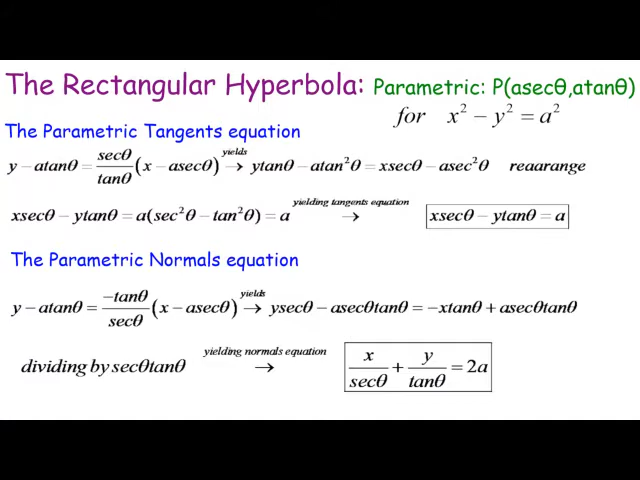 The Rectangular Hyperbola: Parametric: P(asecθ,atanθ)
for x² − y² = a²
The Parametric Tangents equation
y − atanθ = secθ/tanθ (x − asecθ) yields → ytanθ − atan²θ = xsecθ − asec²θ reaarange
xsecθ − ytanθ = a(sec²θ − tan²θ) = a yielding tangents equation → xsecθ − ytanθ = a
The Parametric Normals equation
y − atanθ = −tanθ/secθ (x − asecθ) yields → ysecθ − asecθtanθ = −xtanθ + asecθtanθ
dividing by secθtanθ yielding normals equation → x/secθ + y/tanθ = 2a